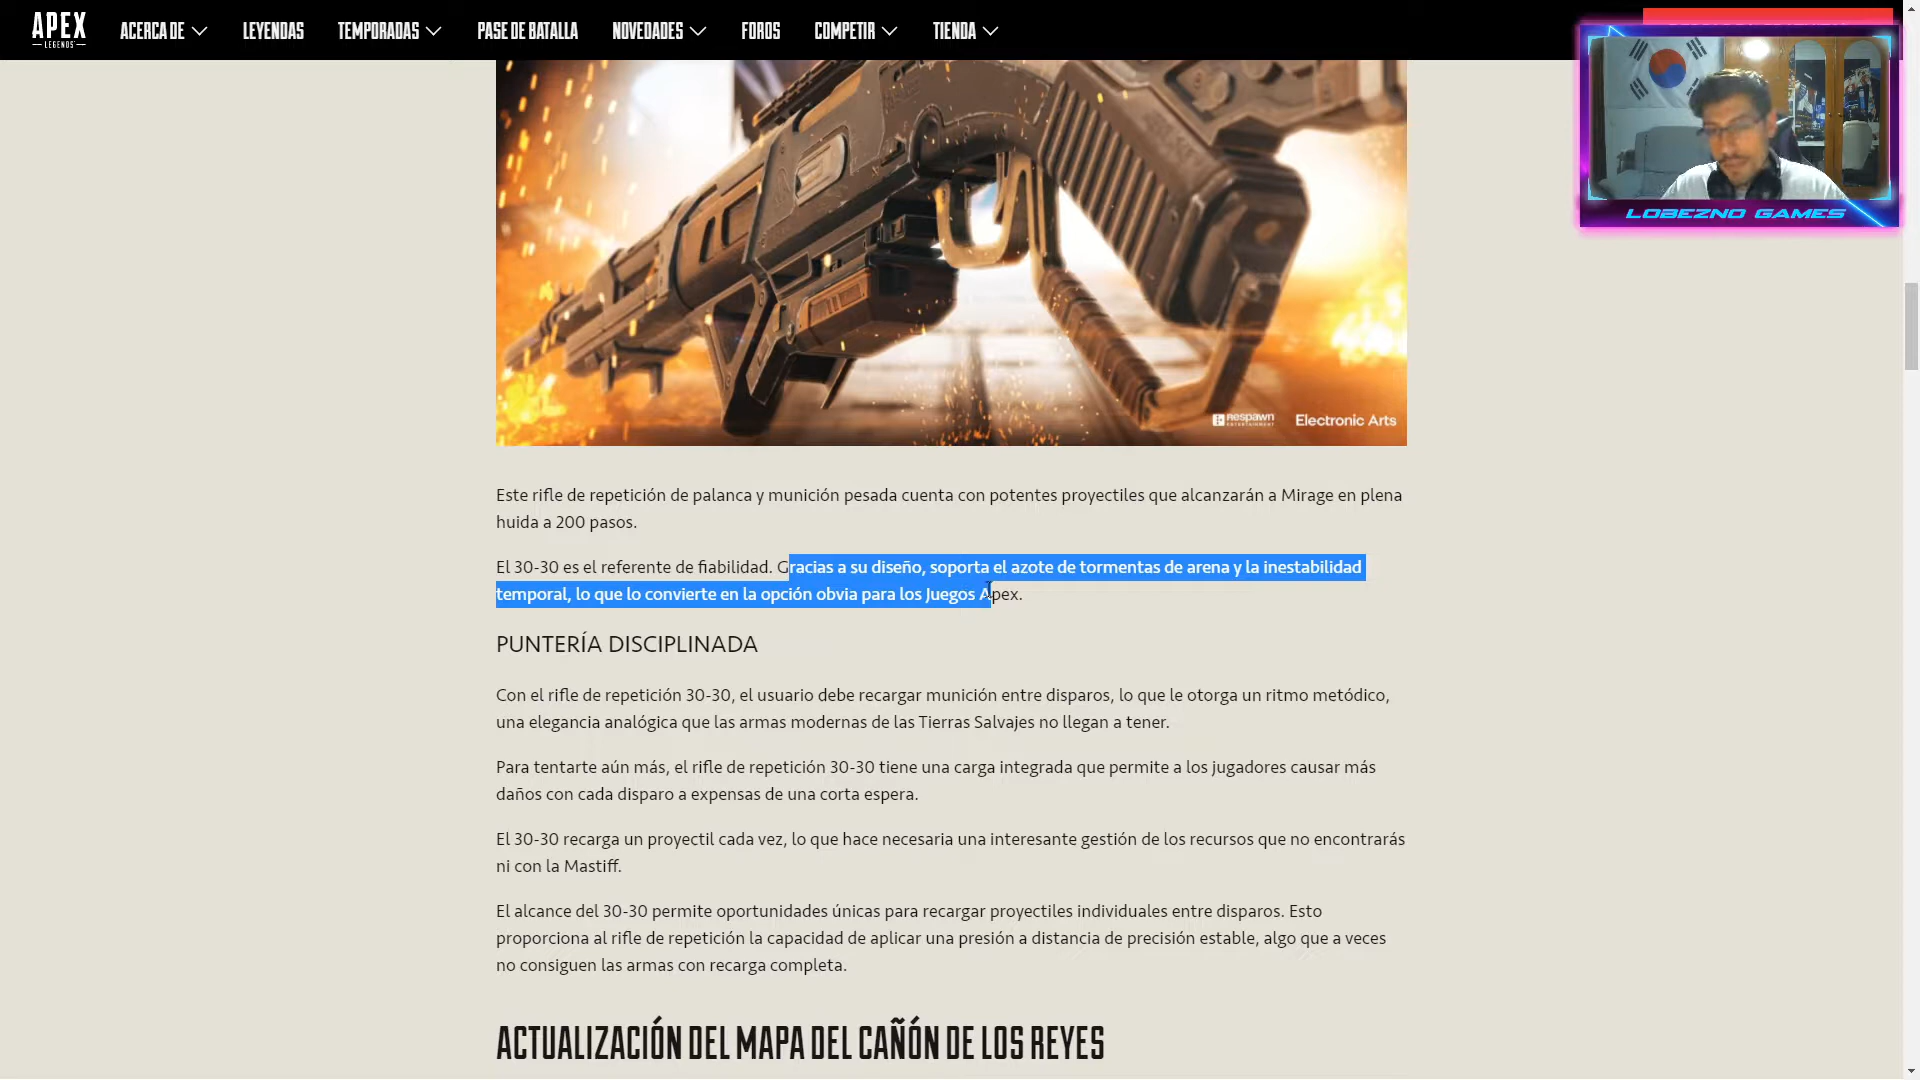 APEX
LEGENDS
ACERCA DE
LEYENDAS
TEMPORADAS
PASE DE BATALLA
NOVEDADES
FOROS
COMPETIR
TIENDA
LOBEZNO GAMES
RESPAWN
ENTERTAINMENT
Electronic Arts
Este rifle de repetición de palanca y munición pesada cuenta con potentes proyectiles que alcanzarán a Mirage en plena
huida a 200 pasos.
El 30-30 es el referente de fiabilidad. Gracias a su diseño, soporta el azote de tormentas de arena y la inestabilidad
temporal, lo que lo convierte en la opción obvia para los Juegos Apex.
PUNTERÍA DISCIPLINADA
Con el rifle de repetición 30-30, el usuario debe recargar munición entre disparos, lo que le otorga un ritmo metódico,
una elegancia analógica que las armas modernas de las Tierras Salvajes no llegan a tener.
Para tentarte aún más, el rifle de repetición 30-30 tiene una carga integrada que permite a los jugadores causar más
daños con cada disparo a expensas de una corta espera.
El 30-30 recarga un proyectil cada vez, lo que hace necesaria una interesante gestión de los recursos que no encontrarás
ni con la Mastiff.
El alcance del 30-30 permite oportunidades únicas para recargar proyectiles individuales entre disparos. Esto
proporciona al rifle de repetición la capacidad de aplicar una presión a distancia de precisión estable, algo que a veces
no consiguen las armas con recarga completa.
ACTUALIZACIÓN DEL MAPA DEL CAÑÓN DE LOS REYES